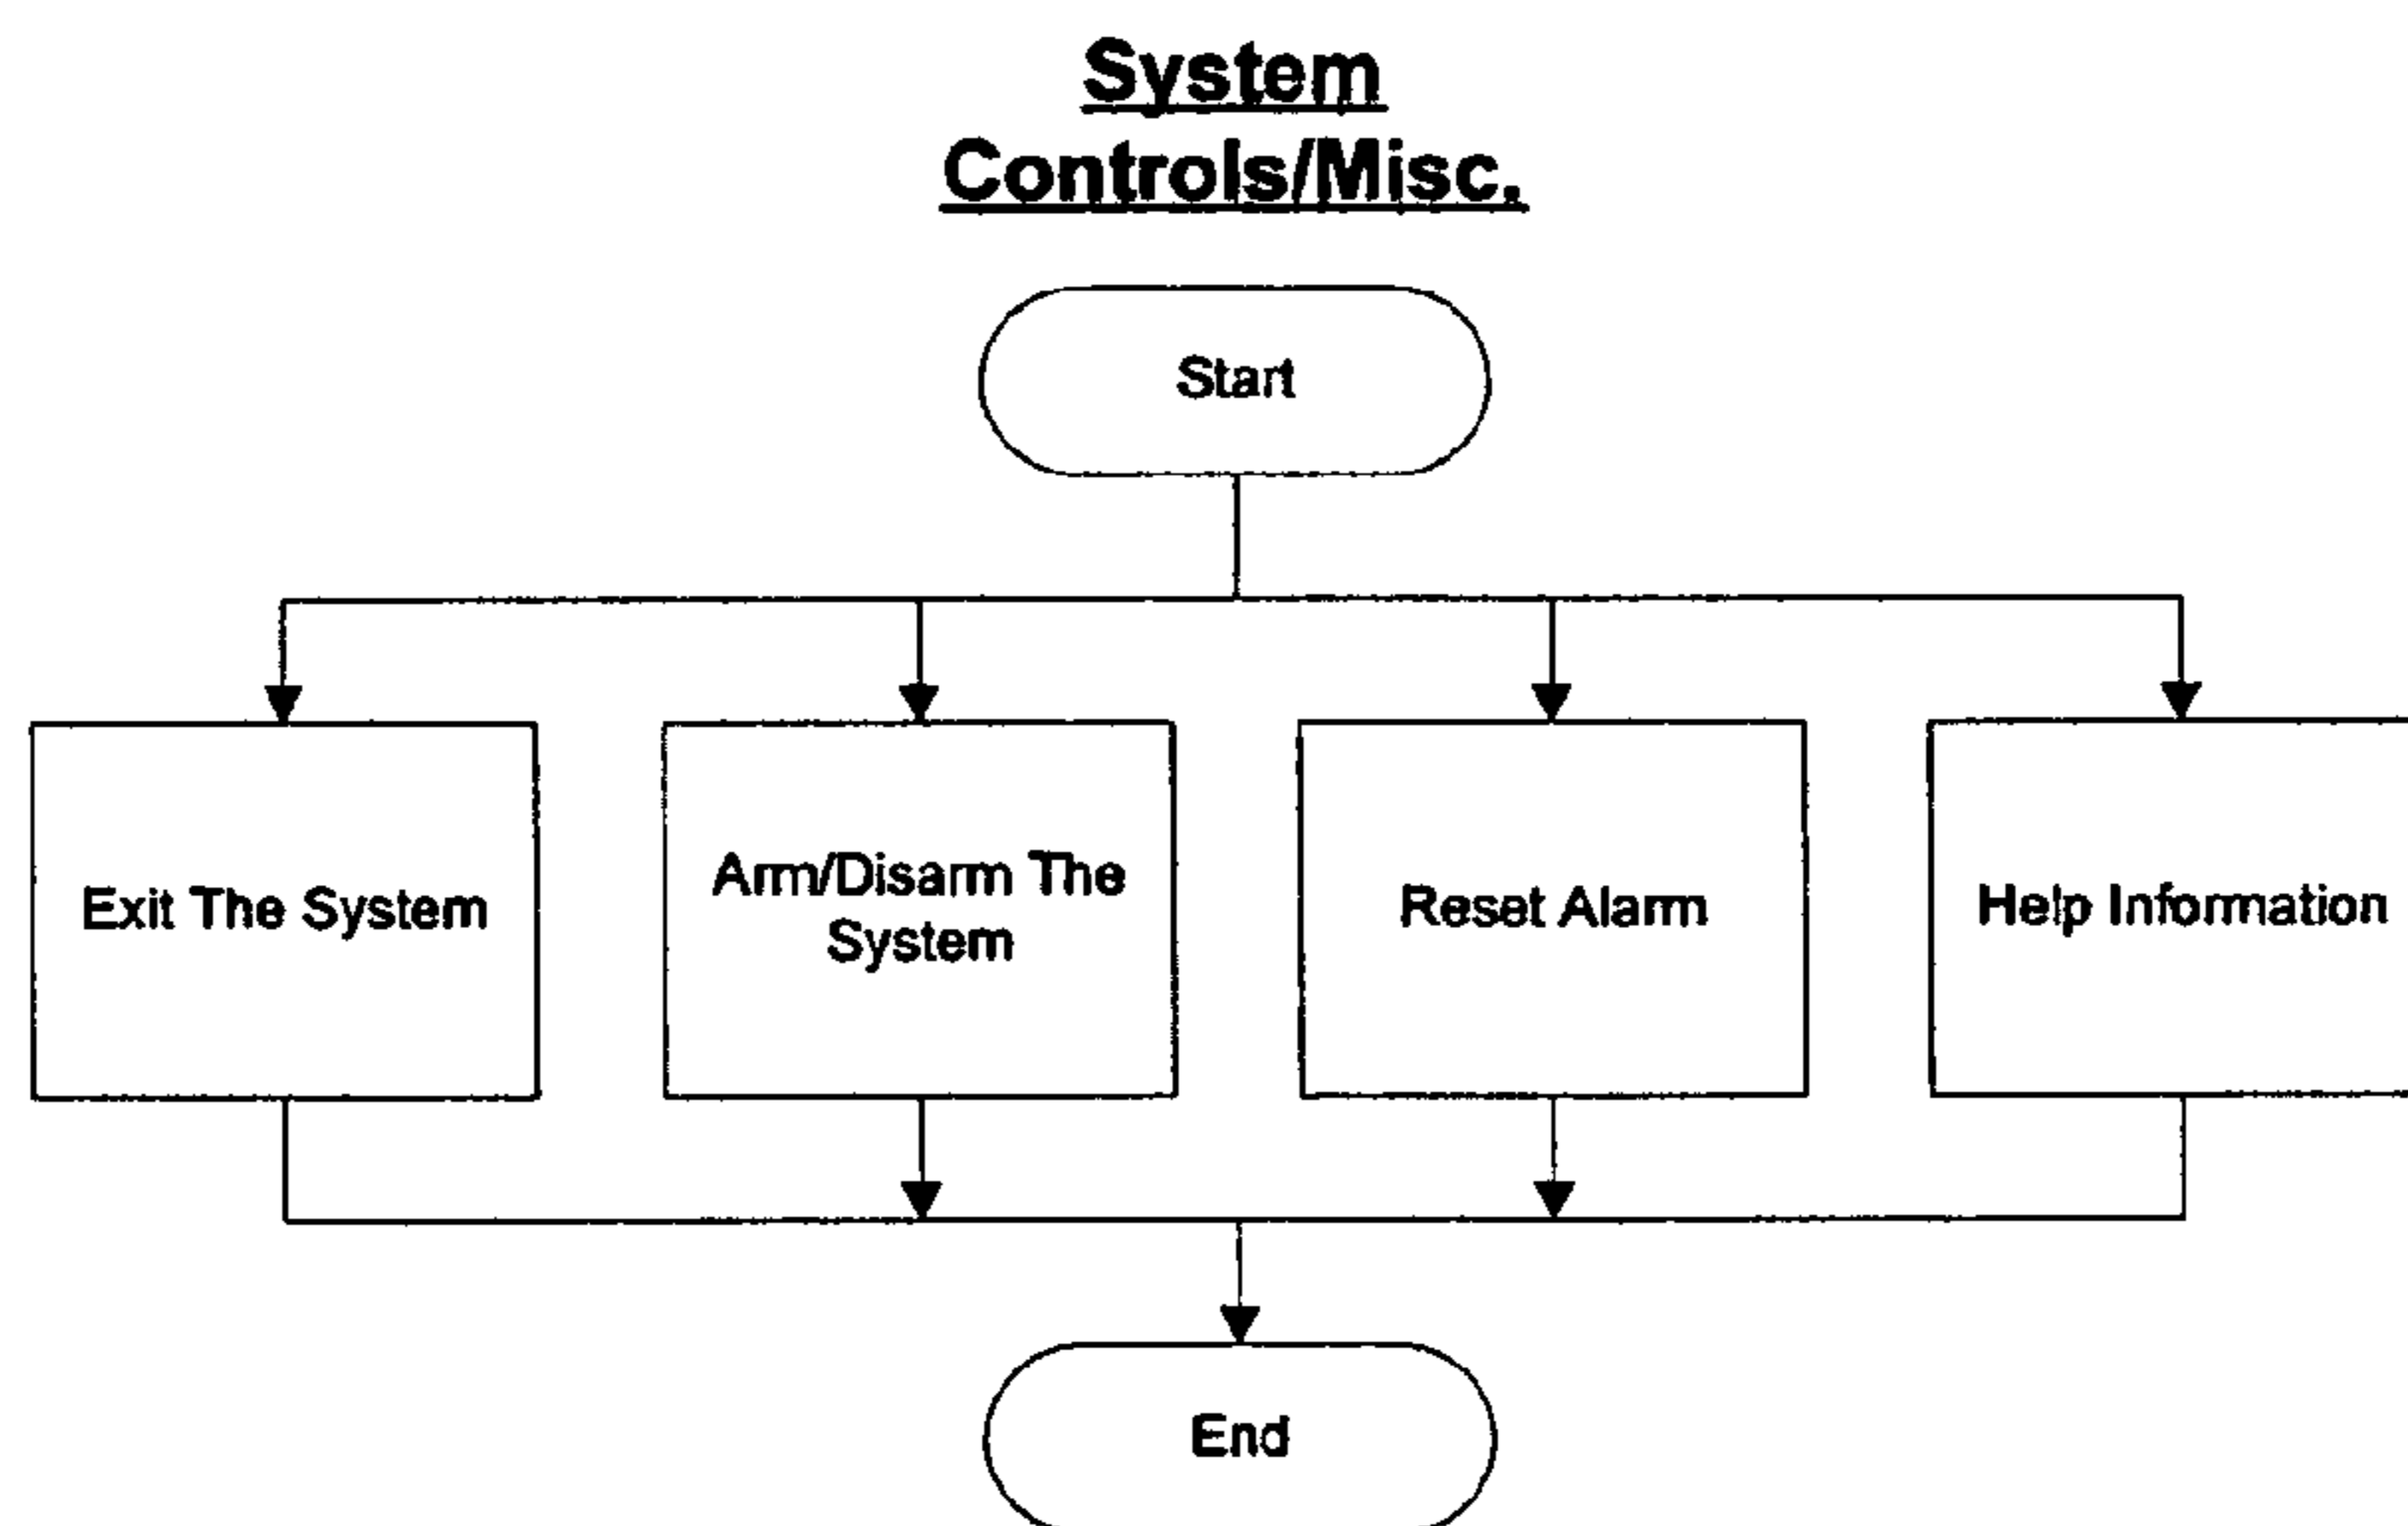 System
Controls/Misc.
Start
Exit The System
Arm/Disarm The
System
Reset Alarm
Help Information
End